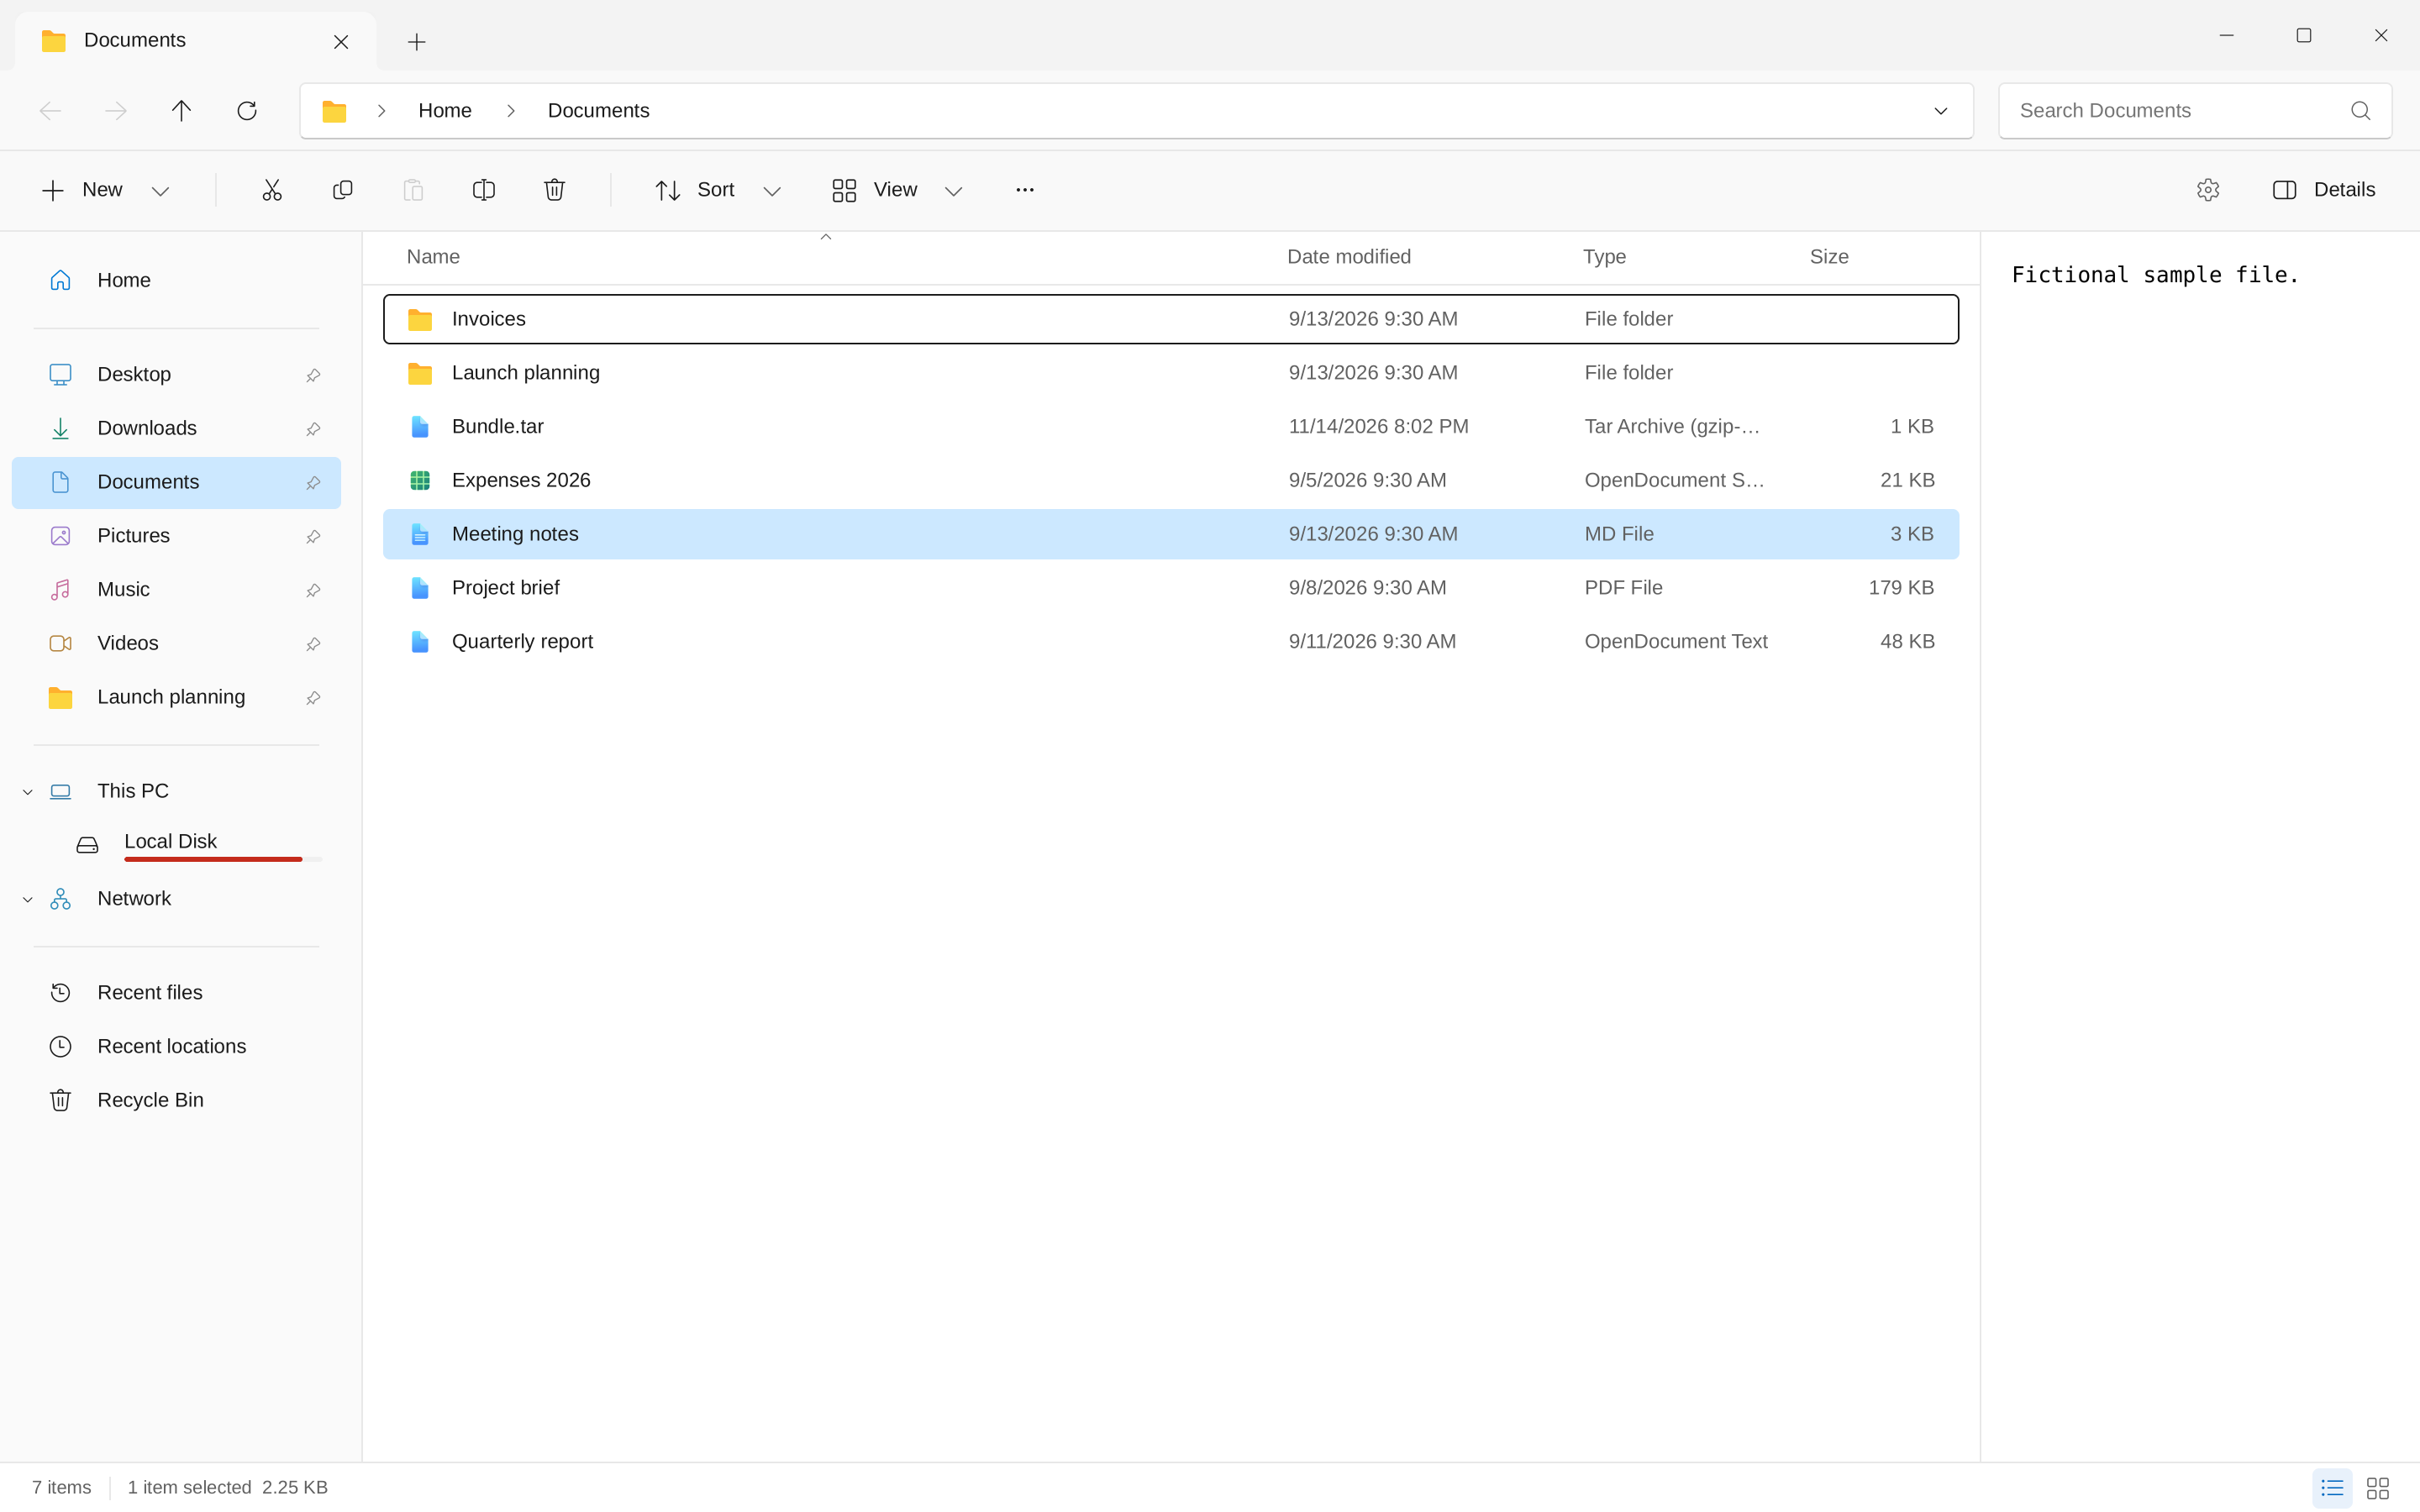 Documents
Home
Documents
Search Documents
New
Sort
View
Details
Home
Desktop
Downloads
Documents
Pictures
Music
Videos
Launch planning
This PC
Local Disk
Network
Recent files
Recent locations
Recycle Bin
Name Date modified Type Size
Invoices 9/13/2026 9:30 AM File folder
Launch planning 9/13/2026 9:30 AM File folder
Bundle.tar 11/14/2026 8:02 PM Tar Archive (gzip-… 1 KB
Expenses 2026 9/5/2026 9:30 AM OpenDocument S… 21 KB
Meeting notes 9/13/2026 9:30 AM MD File 3 KB
Project brief 9/8/2026 9:30 AM PDF File 179 KB
Quarterly report 9/11/2026 9:30 AM OpenDocument Text 48 KB
Fictional sample file.
7 items 1 item selected 2.25 KB